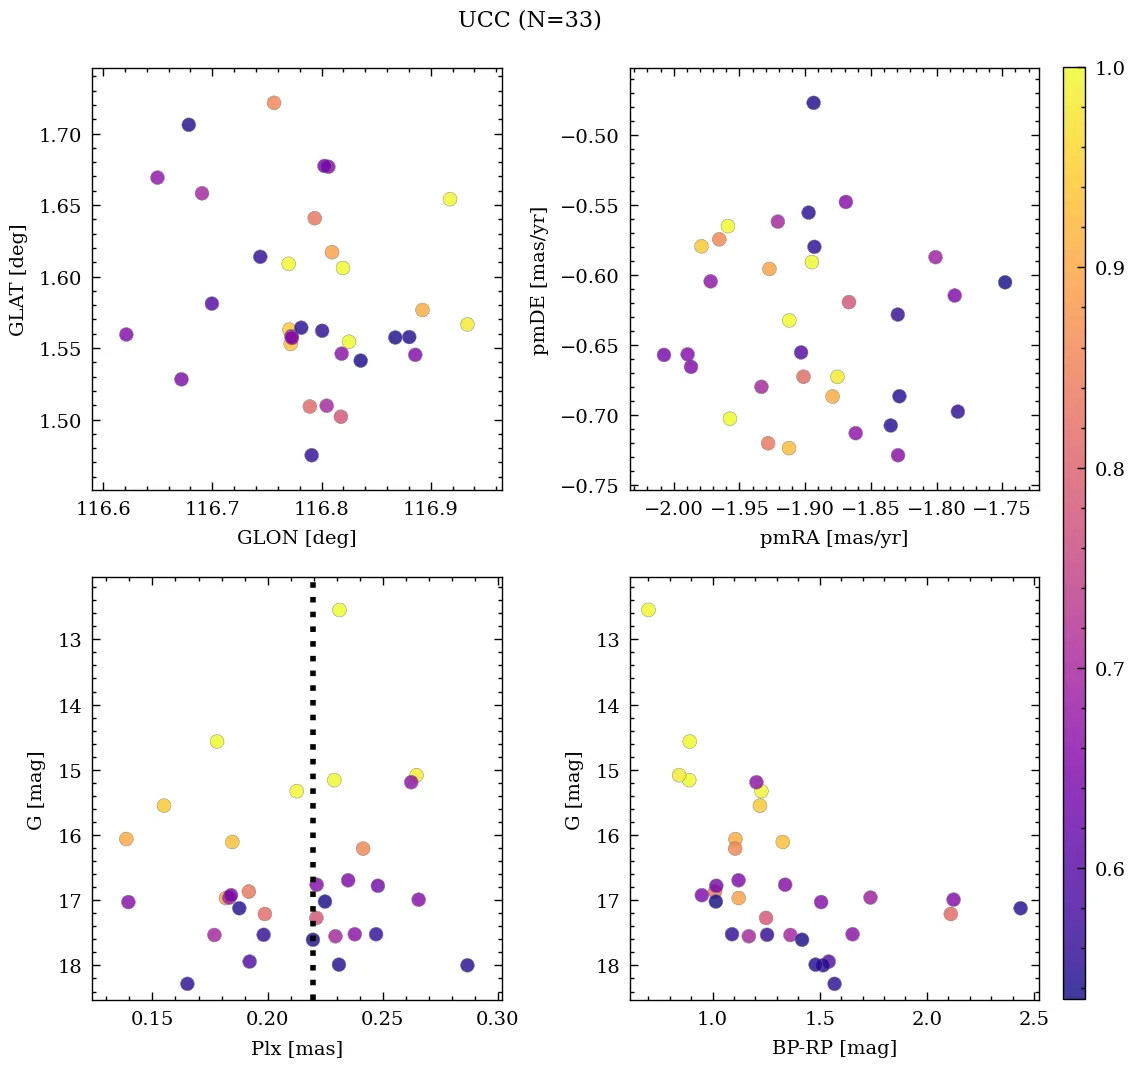 UCC (N=33)
1.70
1.65
1.60
1.55
1.50
GLAT [deg]
116.6 116.7 116.8 116.9
GLON [deg]
−0.50
−0.55
−0.60
−0.65
−0.70
−0.75
pmDE [mas/yr]
−2.00 −1.95 −1.90 −1.85 −1.80 −1.75
pmRA [mas/yr]
13
14
15
16
17
18
G [mag]
0.15 0.20 0.25 0.30
Plx [mas]
13
14
15
16
17
18
G [mag]
1.0 1.5 2.0 2.5
BP-RP [mag]
1.0
0.9
0.8
0.7
0.6